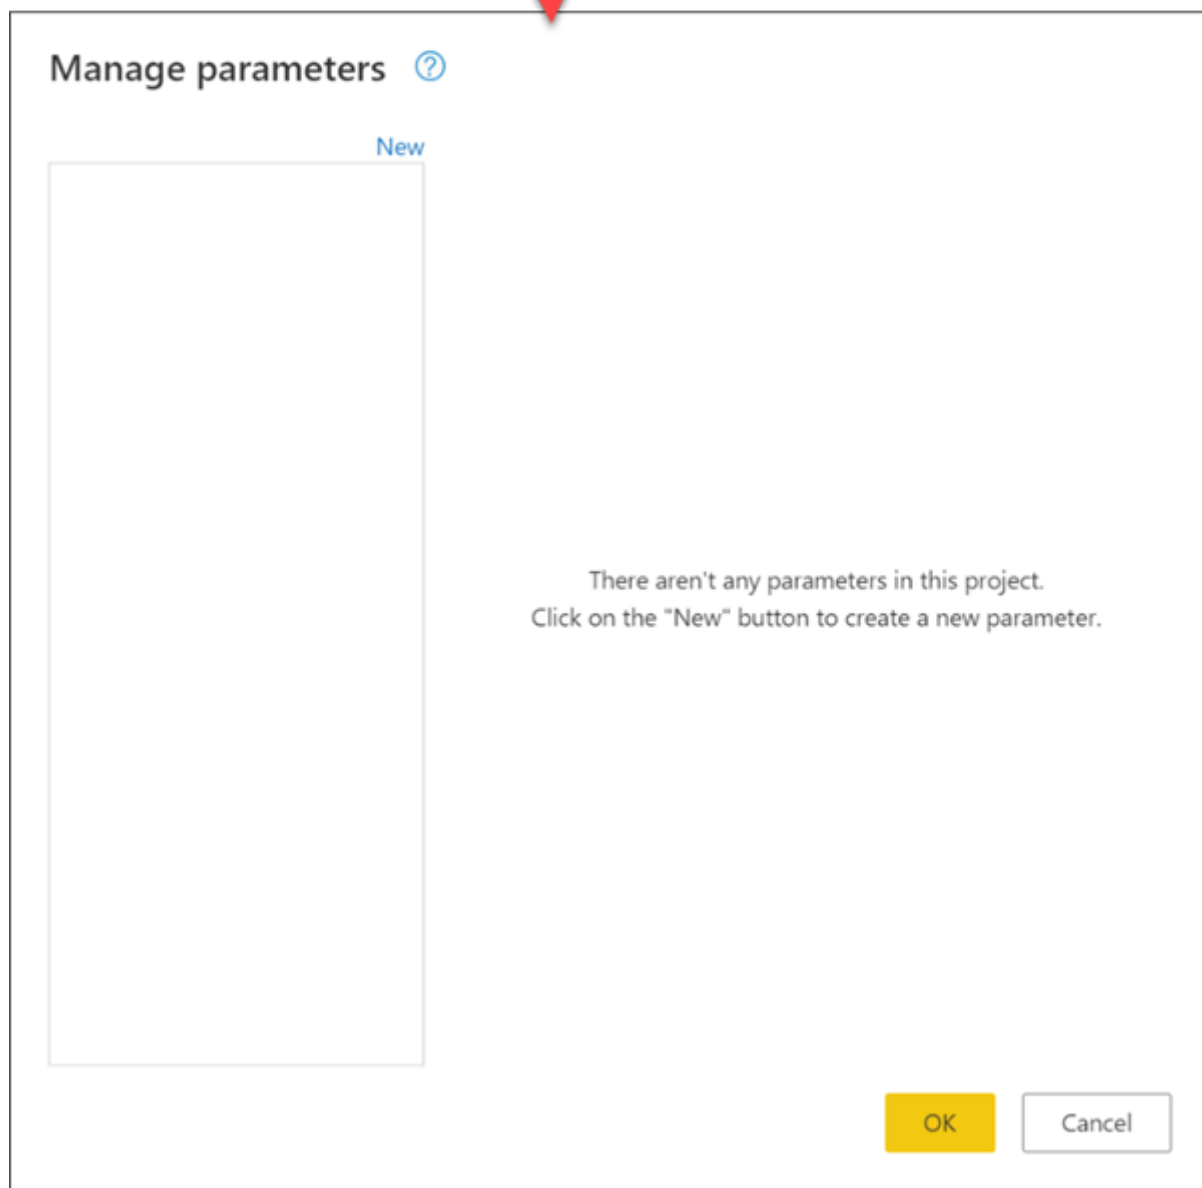 Manage parameters ?
New
There aren't any parameters in this project.
Click on the "New" button to create a new parameter.
OK Cancel